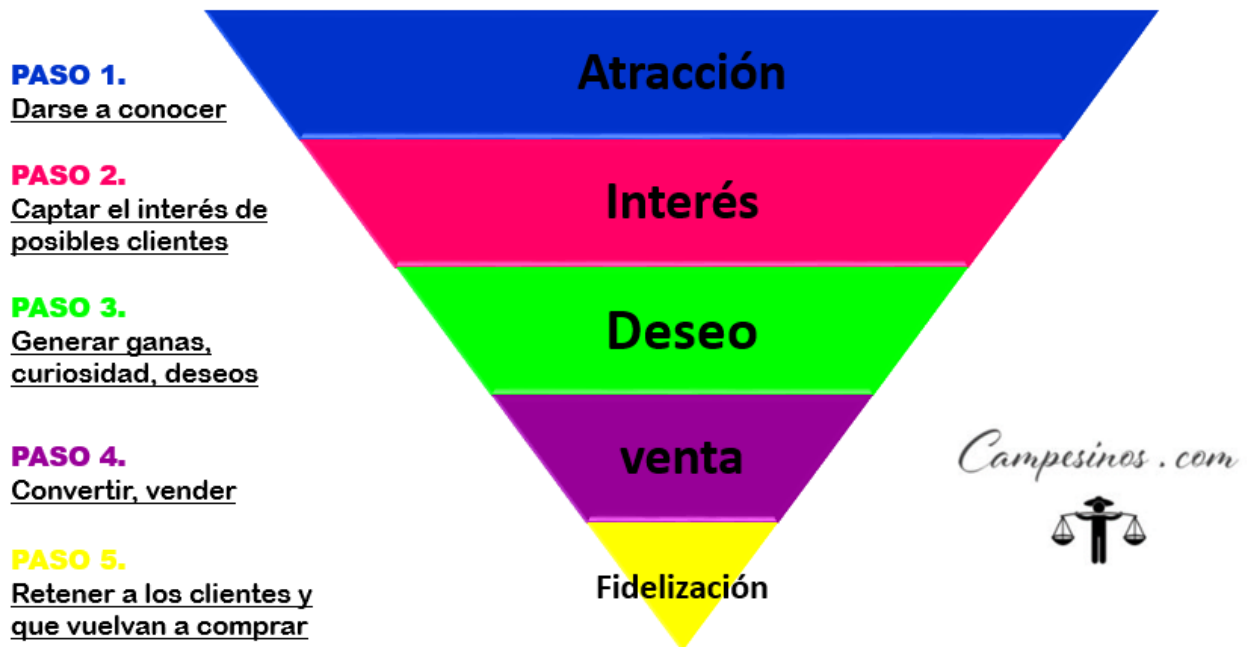 PASO 1.
Darse a conocer
Atracción
PASO 2.
Captar el interés de
posibles clientes
Interés
PASO 3.
Generar ganas,
curiosidad, deseos
Deseo
PASO 4.
Convertir, vender
venta
PASO 5.
Retener a los clientes y
que vuelvan a comprar
Fidelización
Campesinos.com